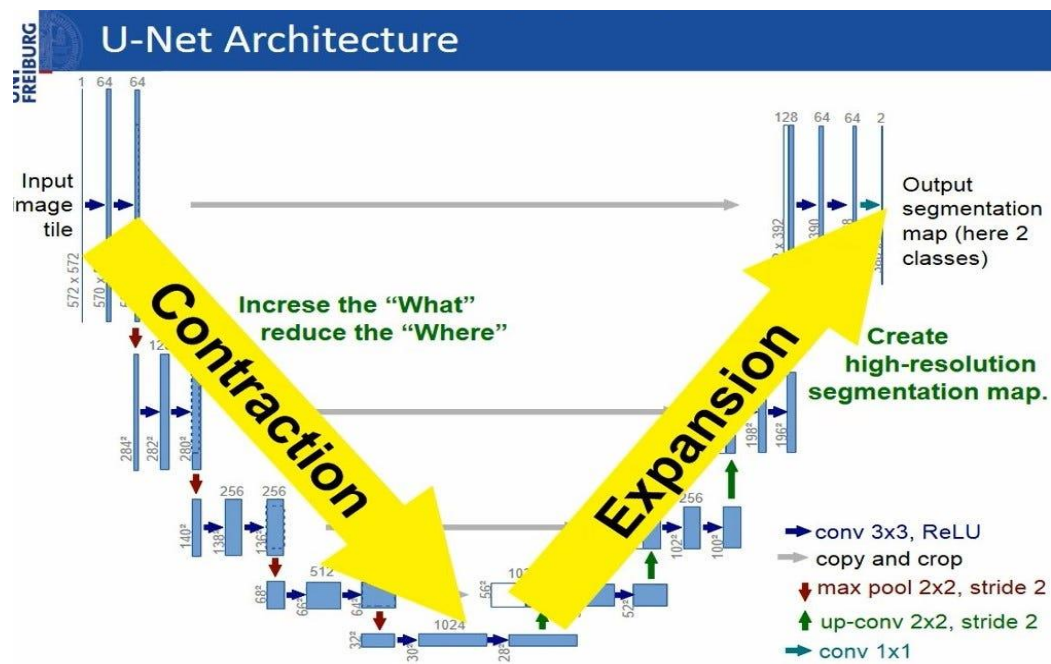 UNI
FREIBURG
U-Net Architecture
1 64 64
128 64 64 2
Input
image
tile
Output
segmentation
map (here 2
classes)
572 x 572
Contraction
Increse the “What”
reduce the “Where”
Expansion
Create
high-resolution
segmentation map.
284²
282²
280²
198²
196²
256 256
256
140²
138²
136²
102²
100²
512
68²
66²
64²
56²
52²
1024
32²
30²
28²
conv 3x3, ReLU
copy and crop
max pool 2x2, stride 2
up-conv 2x2, stride 2
conv 1x1